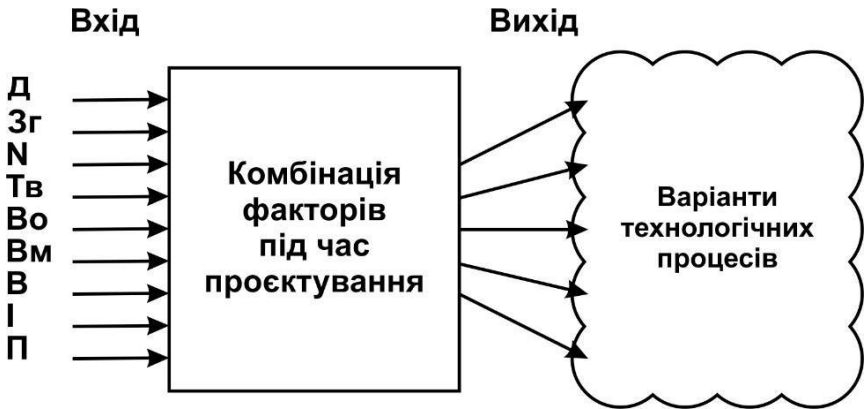 Вхід
Вихід
Д
Зг
N
Тв
Во
Вм
В
І
П
Комбінація
факторів
під час
проєктування
Варіанти
технологічних
процесів